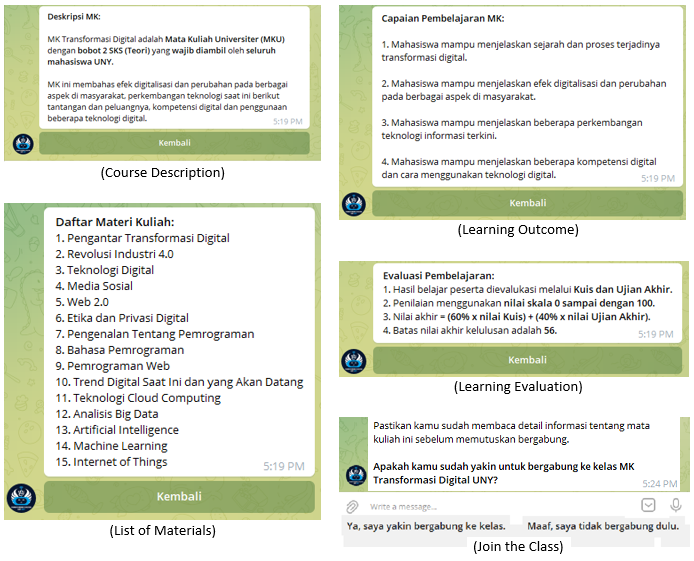 Deskripsi MK:
MK Transformasi Digital adalah Mata Kuliah Universiter (MKU)
dengan bobot 2 SKS (Teori) yang wajib diambil oleh seluruh
mahasiswa UNY.
MK ini membahas efek digitalisasi dan perubahan pada berbagai
aspek di masyarakat, perkembangan teknologi saat ini berikut
tantangan dan peluangnya, kompetensi digital dan penggunaan
beberapa teknologi digital.
5:19 PM
Kembali
(Course Description)
Capaian Pembelajaran MK:
1. Mahasiswa mampu menjelaskan sejarah dan proses terjadinya
transformasi digital.
2. Mahasiswa mampu menjelaskan efek digitalisasi dan perubahan
pada berbagai aspek di masyarakat.
3. Mahasiswa mampu menjelaskan beberapa perkembangan
teknologi informasi terkini.
4. Mahasiswa mampu menjelaskan beberapa kompetensi digital
dan cara menggunakan teknologi digital.
5:19 PM
Kembali
(Learning Outcome)
Daftar Materi Kuliah:
1. Pengantar Transformasi Digital
2. Revolusi Industri 4.0
3. Teknologi Digital
4. Media Sosial
5. Web 2.0
6. Etika dan Privasi Digital
7. Pengenalan Tentang Pemrograman
8. Bahasa Pemrograman
9. Pemrograman Web
10. Trend Digital Saat Ini dan yang Akan Datang
11. Teknologi Cloud Computing
12. Analisis Big Data
13. Artificial Intelligence
14. Machine Learning
15. Internet of Things
5:19 PM
Kembali
(List of Materials)
Evaluasi Pembelajaran:
1. Hasil belajar peserta dievalukasi melalui Kuis dan Ujian Akhir.
2. Penilaian menggunakan nilai skala 0 sampai dengan 100.
3. Nilai akhir = (60% x nilai Kuis) + (40% x nilai Ujian Akhir).
4. Batas nilai akhir kelulusan adalah 56.
5:19 PM
Kembali
(Learning Evaluation)
Pastikan kamu sudah membaca detail informasi tentang mata
kuliah ini sebelum memutuskan bergabung.
Apakah kamu sudah yakin untuk bergabung ke kelas MK
Transformasi Digital UNY?
5:24 PM
Write a message...
Ya, saya yakin bergabung ke kelas. Maaf, saya tidak bergabung dulu.
(Join the Class)